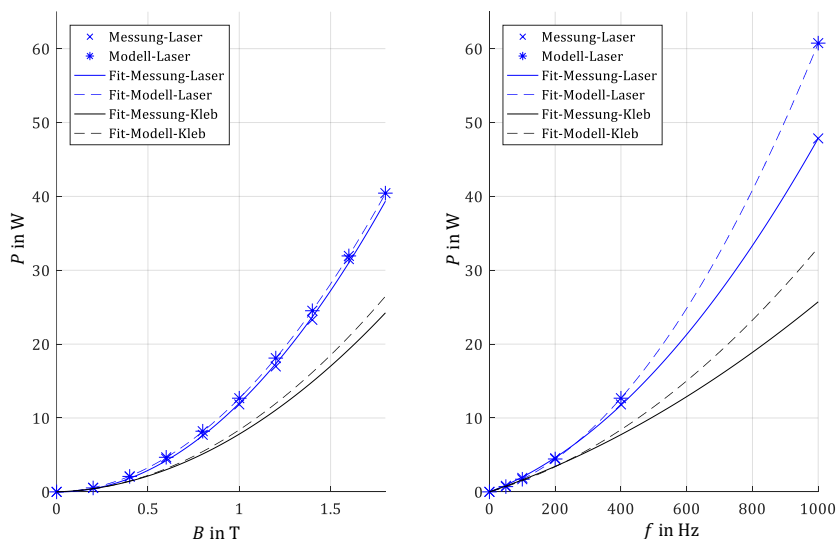 60
50
40
30
20
10
0
0
0.5
1
1.5
P in W
B in T
Messung-Laser
Modell-Laser
Fit-Messung-Laser
Fit-Modell-Laser
Fit-Messung-Kleb
Fit-Modell-Kleb
60
50
40
30
20
10
0
0
200
400
600
800
1000
P in W
f in Hz
Messung-Laser
Modell-Laser
Fit-Messung-Laser
Fit-Modell-Laser
Fit-Messung-Kleb
Fit-Modell-Kleb